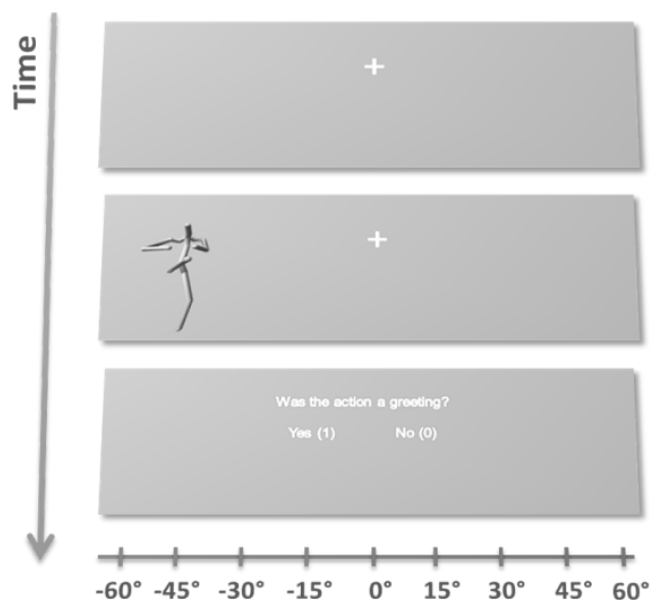 Time
Was the action a greeting?
Yes (1) No (0)
-60° -45° -30° -15° 0° 15° 30° 45° 60°